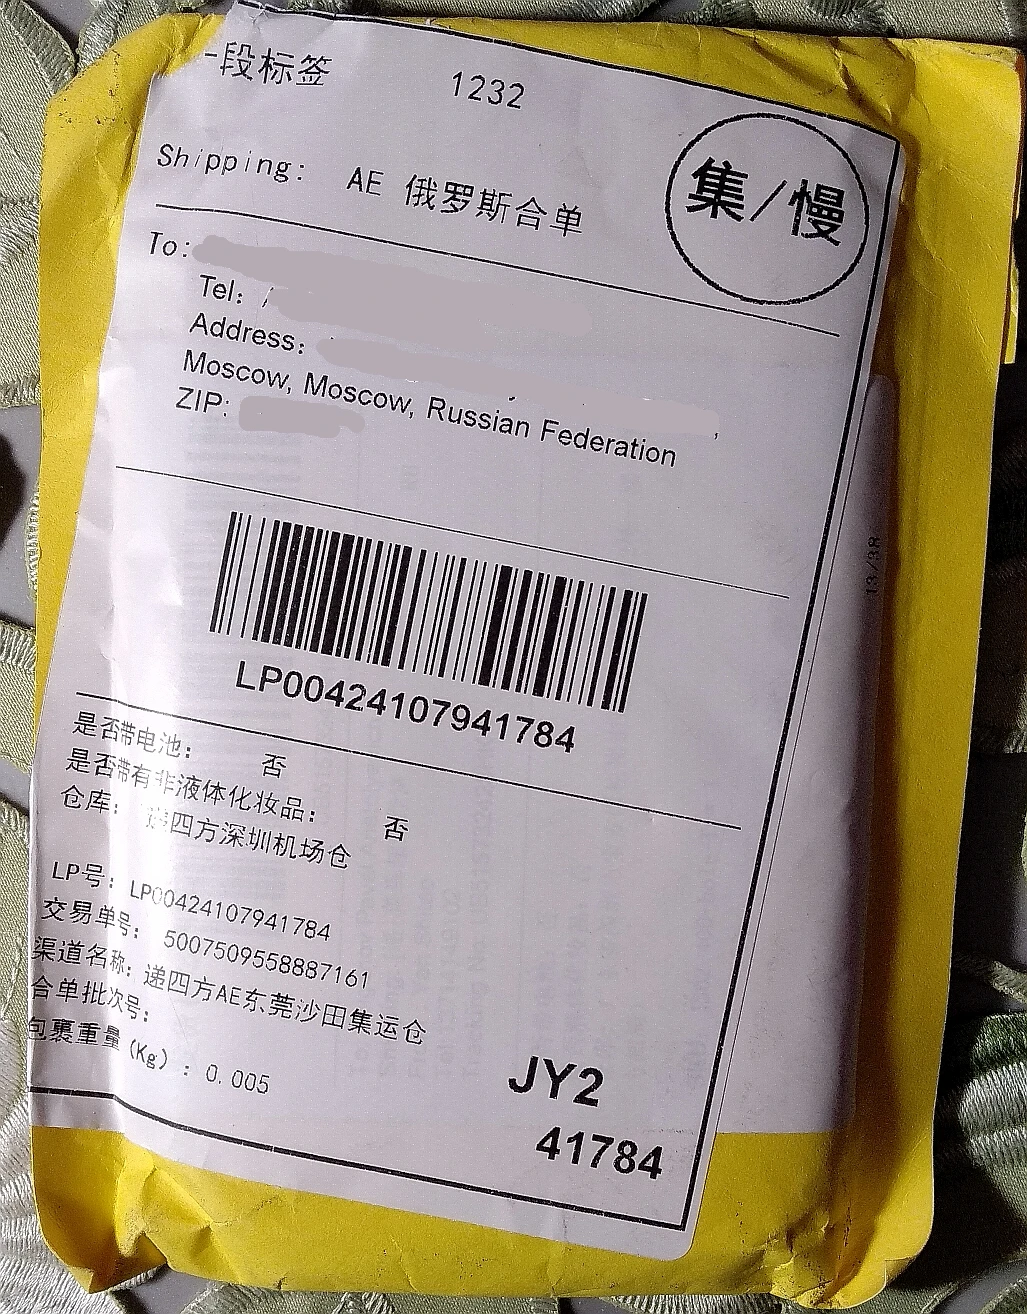 一段标签 1232
集/慢
Shipping: AE 俄罗斯合单
To:
Tel:
Address:
,
Moscow, Moscow, Russian Federation
ZIP:
13/38
LP00424107941784
是否带电池: 否
是否带有非液体化妆品: 否
仓库: 递四方深圳机场仓
LP号: LP00424107941784
交易单号: 5007509558887161
渠道名称: 递四方AE东莞沙田集运仓
合单批次号:
包裹重量(Kg): 0.005
JY2
41784